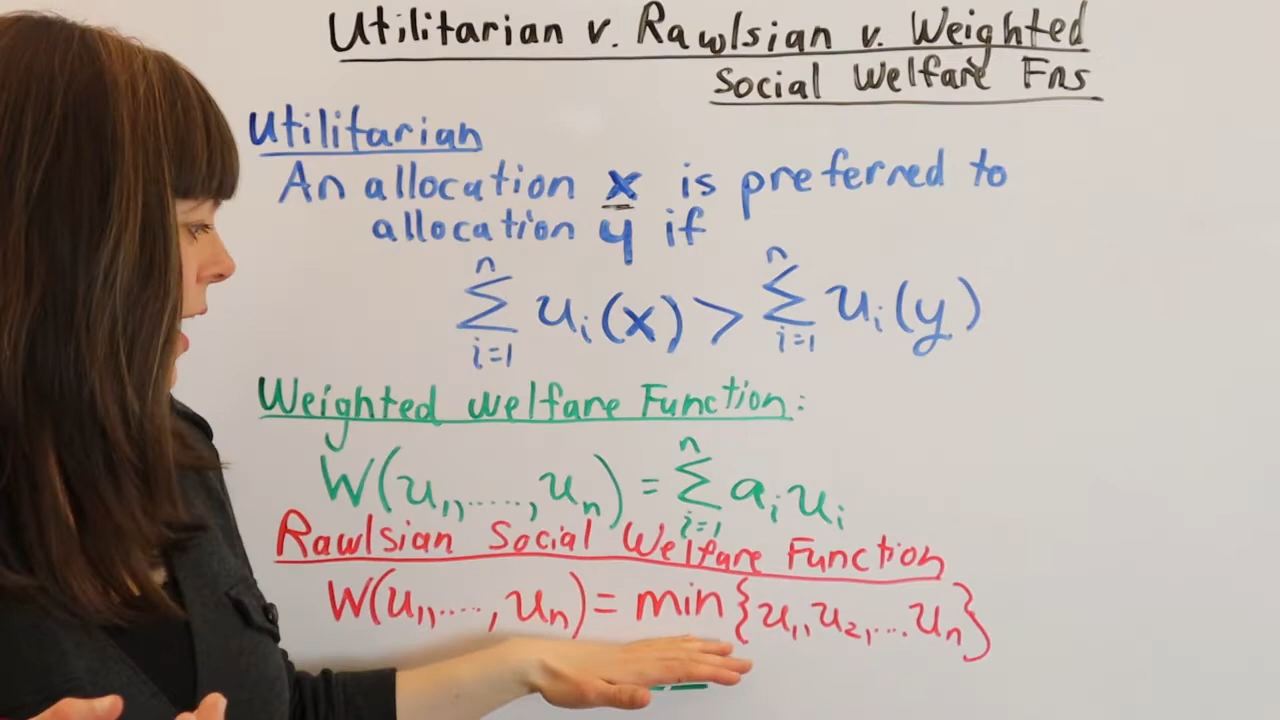 Utilitarian v. Rawlsian v. Weighted
Social Welfare Fns
Utilitarian
An allocation x is preferred to
allocation y if
n∑i=1 uᵢ(x) > n∑i=1 uᵢ(y)
Weighted Welfare Function:
W(u₁,.....,uₙ) = n∑i=1 aᵢuᵢ
Rawlsian Social Welfare Function
W(u₁,....,uₙ) = min{u₁,u₂,...uₙ}